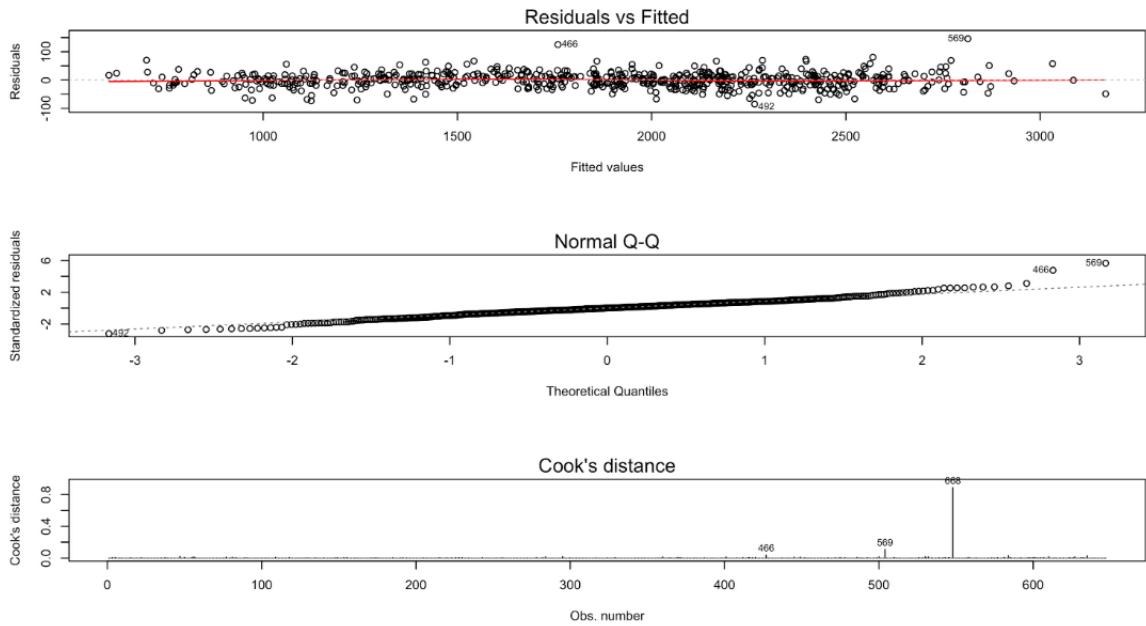 Residuals vs Fitted
Residuals
100
0
-100
466
569
492
1000 1500 2000 2500 3000
Fitted values
Normal Q-Q
Standardized residuals
6
2
-2
466
569
492
-3 -2 -1 0 1 2 3
Theoretical Quantiles
Cook's distance
Cook's distance
0.8
0.4
0.0
466
569
668
0 100 200 300 400 500 600
Obs. number